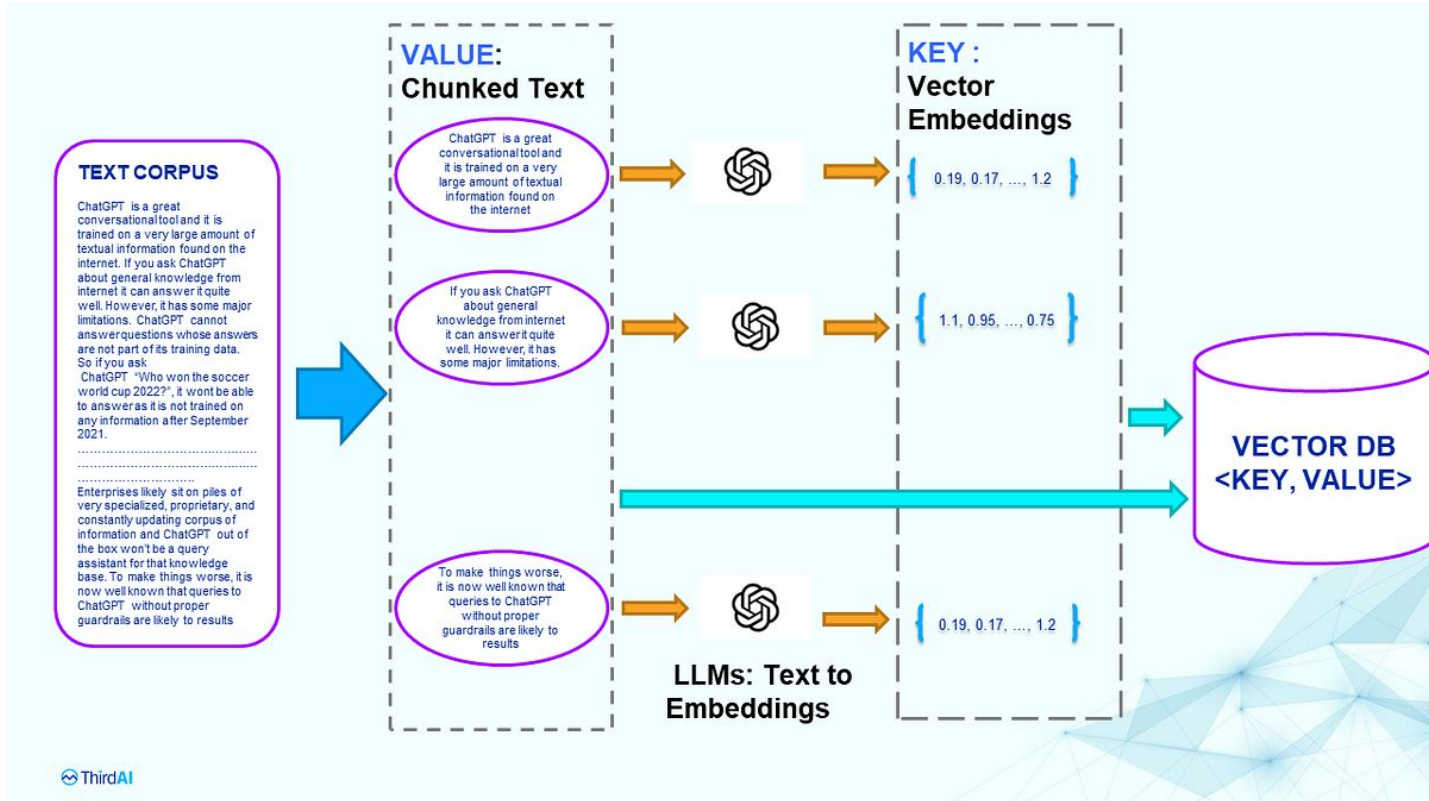 TEXT CORPUS
ChatGPT is a great
conversational tool and it is
trained on a very large amount of
textual information found on the
internet. If you ask ChatGPT
about general knowledge from
internet it can answer it quite
well. However, it has some major
limitations. ChatGPT cannot
answer questions whose answers
are not part of its training data.
So if you ask
ChatGPT “Who won the soccer
world cup 2022?”, it wont be able
to answer as it is not trained on
any information after September
2021.
……………………………………………
……………………………………………
…………………………
Enterprises likely sit on piles of
very specialized, proprietary, and
constantly updating corpus of
information and ChatGPT out of
the box won't be a query
assistant for that knowledge
base. To make things worse, it is
now well known that queries to
ChatGPT without proper
guardrails are likely to results
VALUE:
Chunked Text
ChatGPT is a great
conversational tool and
it is trained on a very
large amount of textual
information found on
the internet
If you ask ChatGPT
about general
knowledge from internet
it can answer it quite
well. However, it has
some major limitations.
To make things worse,
it is now well known that
queries to ChatGPT
without proper
guardrails are likely to
results
LLMs: Text to
Embeddings
KEY :
Vector
Embeddings
{ 0.19, 0.17, ..., 1.2 }
{ 1.1, 0.95, ..., 0.75 }
{ 0.19, 0.17, ..., 1.2 }
VECTOR DB
<KEY, VALUE>
ThirdAI